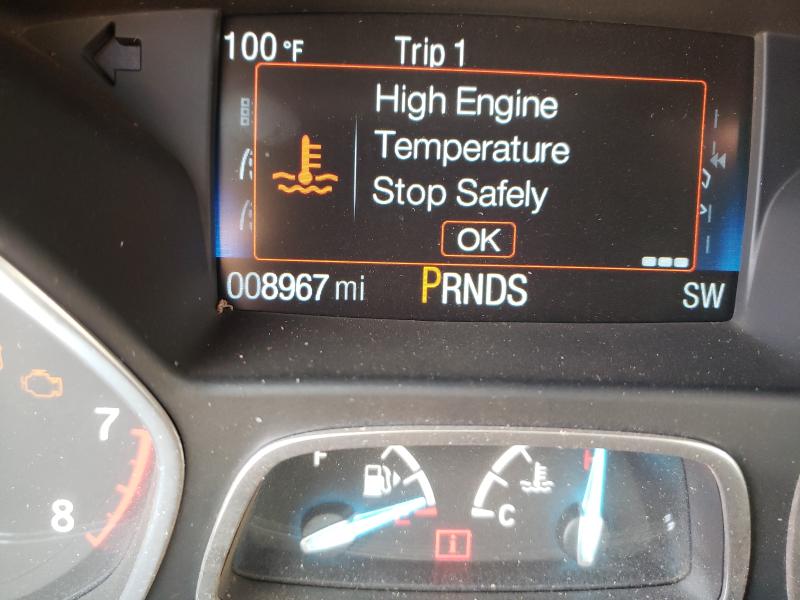 100 °F Trip 1
High Engine
Temperature
Stop Safely
OK
008967 mi PRNDS SW
7
8
F
E
C
H
i